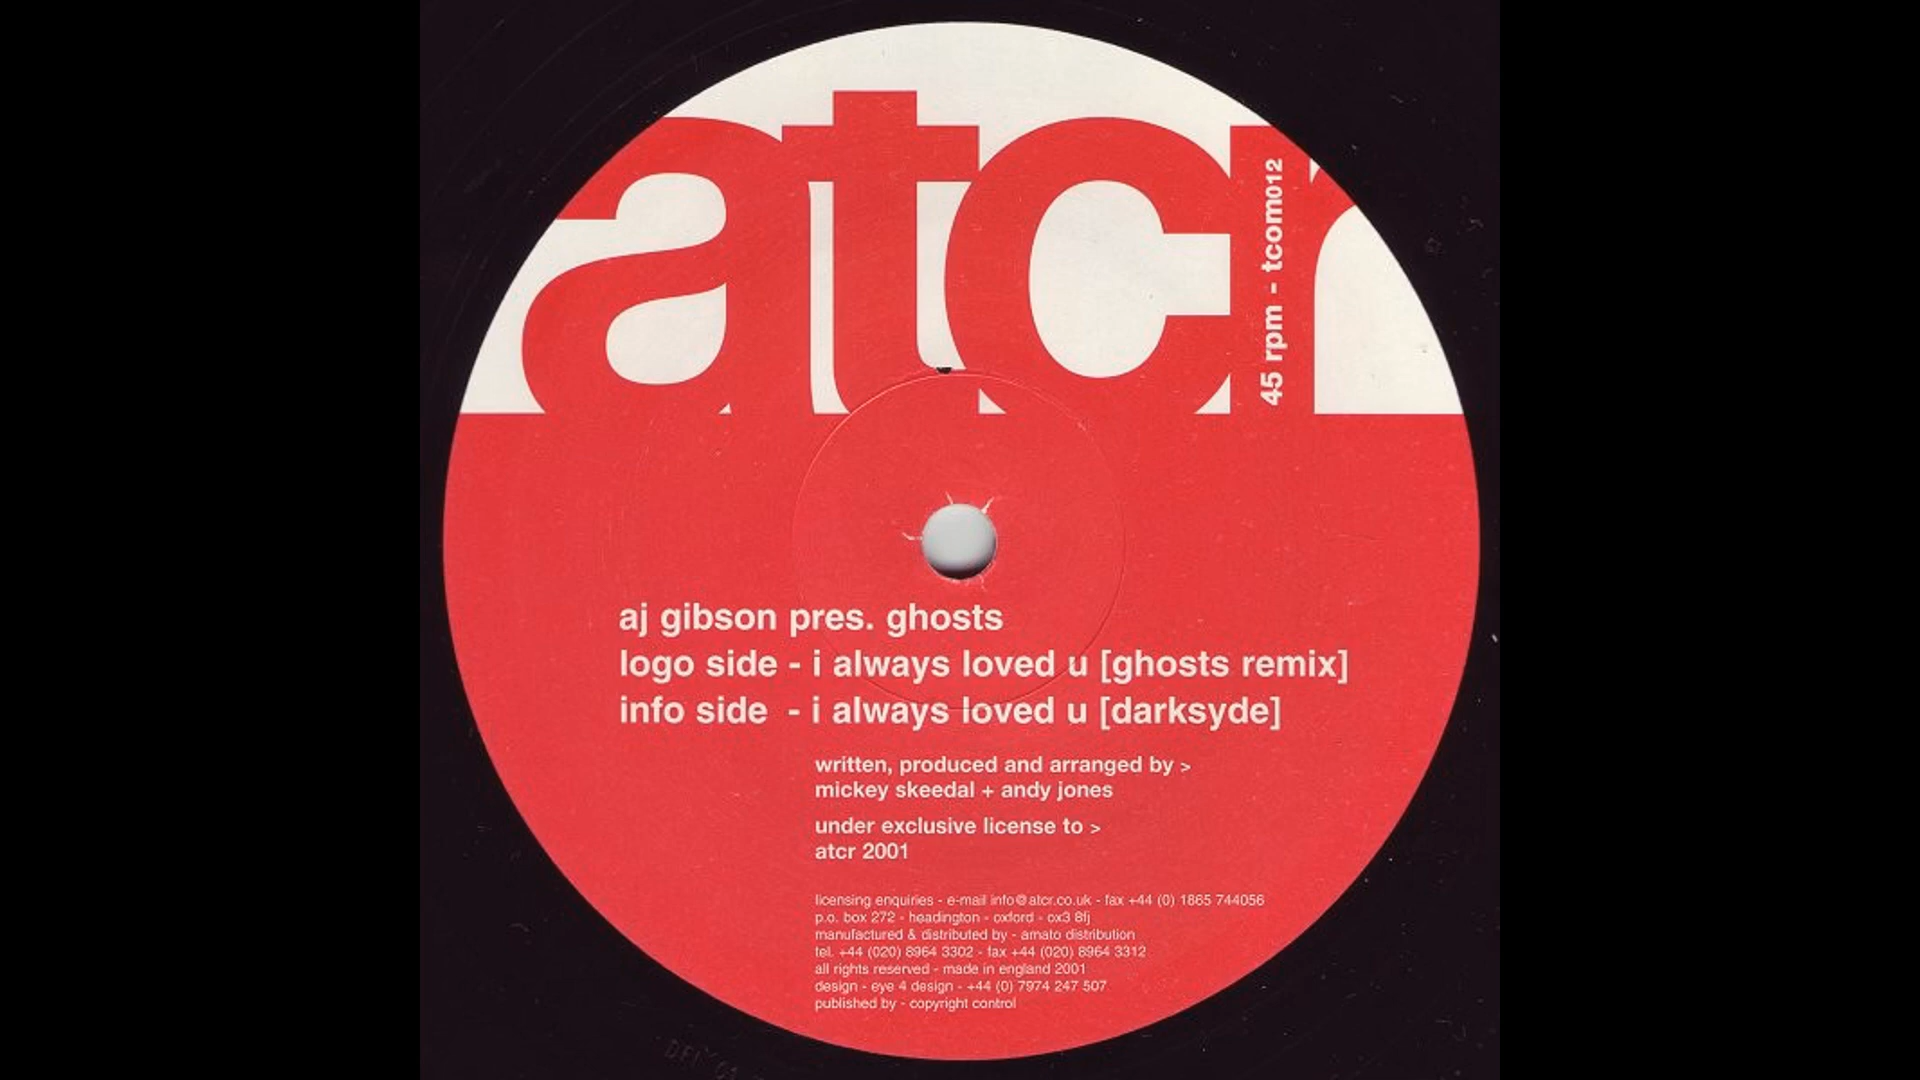 atcr
45 rpm - tcom012
aj gibson pres. ghosts
logo side - i always loved u [ghosts remix]
info side - i always loved u [darksyde]
written, produced and arranged by >
mickey skeedal + andy jones
under exclusive license to >
atcr 2001
licensing enquiries - e-mail info@atcr.co.uk - fax +44 (0) 1865 744056
p.o. box 272 - headington - oxford - ox3 8fj
manufactured & distributed by - amato distribution
tel. +44 (020) 8964 3302 - fax +44 (020) 8964 3312
all rights reserved - made in england 2001
design - eye 4 design - +44 (0) 7974 247 507
published by - copyright control